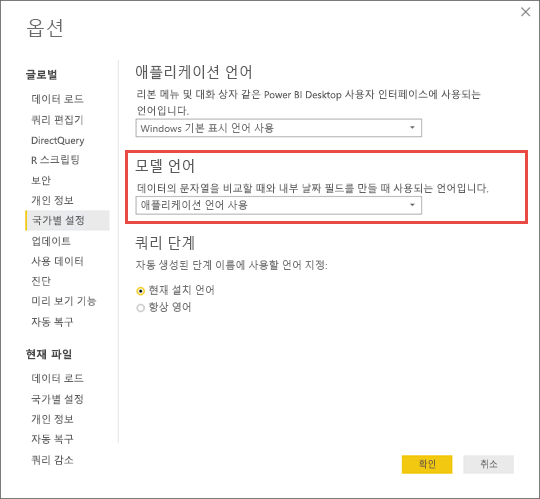 옵션
글로벌
데이터 로드
쿼리 편집기
DirectQuery
R 스크립팅
보안
개인 정보
국가별 설정
업데이트
사용 데이터
진단
미리 보기 기능
자동 복구
현재 파일
데이터 로드
국가별 설정
개인 정보
자동 복구
쿼리 감소
애플리케이션 언어
리본 메뉴 및 대화 상자 같은 Power BI Desktop 사용자 인터페이스에 사용되는
언어입니다.
Windows 기본 표시 언어 사용
모델 언어
데이터의 문자열을 비교할 때와 내부 날짜 필드를 만들 때 사용되는 언어입니다.
애플리케이션 언어 사용
쿼리 단계
자동 생성된 단계 이름에 사용할 언어 지정:
현재 설치 언어
항상 영어
확인
취소